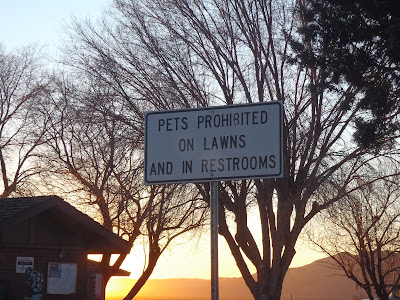 PETS PROHIBITED
ON LAWNS
AND IN RESTROOMS